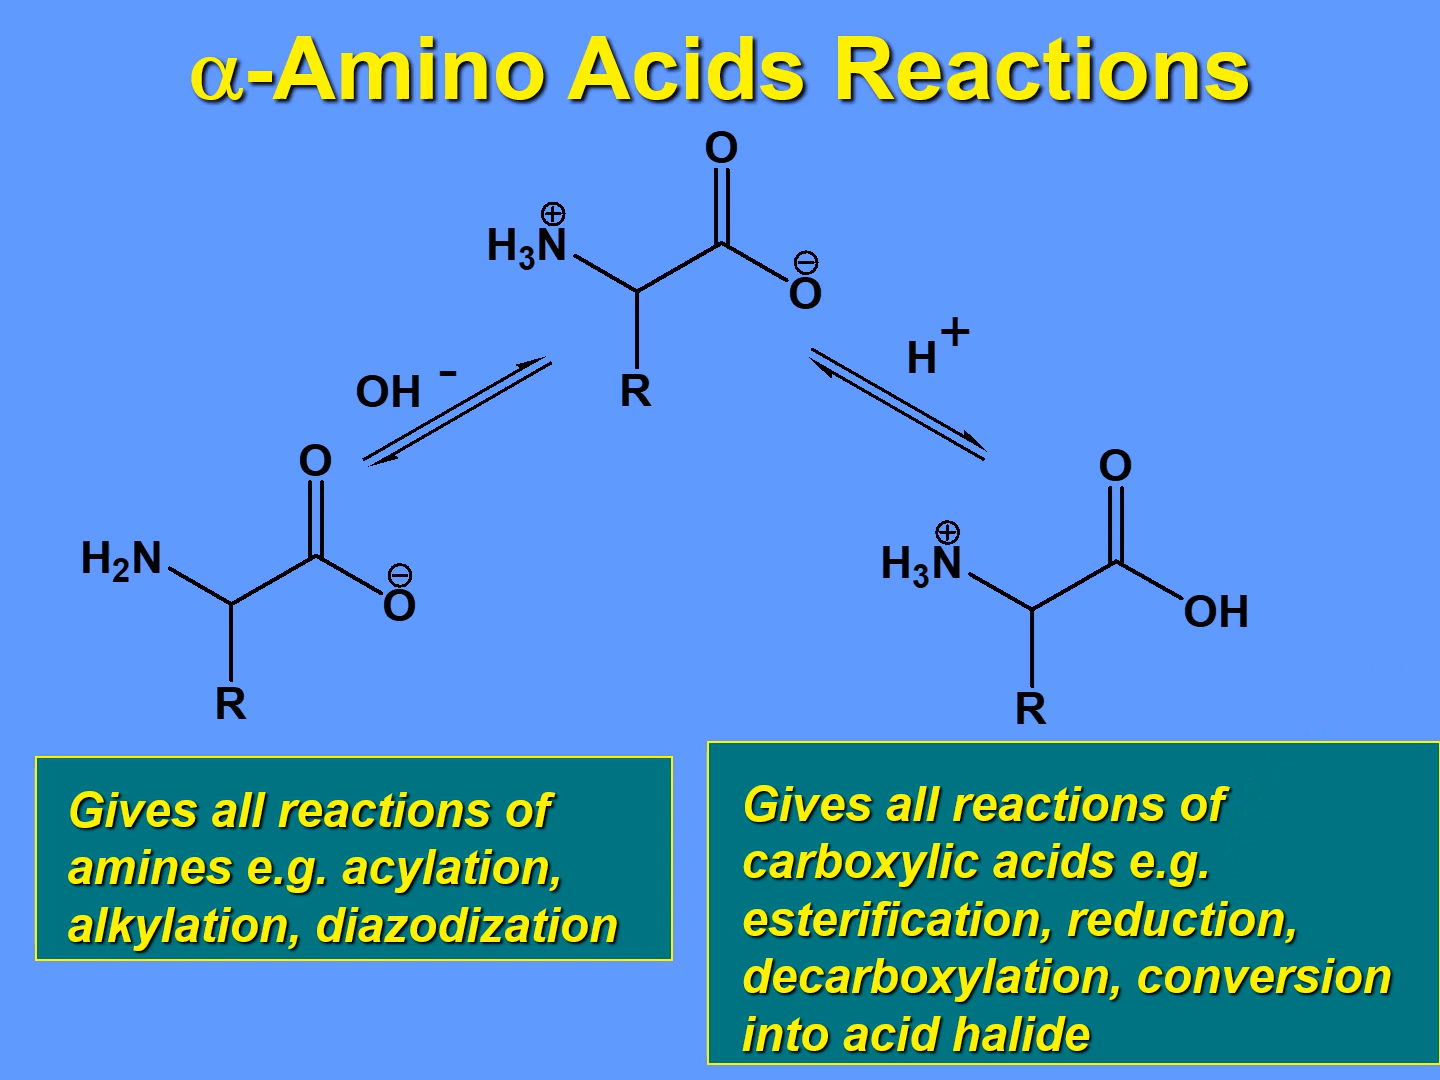 α-Amino Acids Reactions
O
H₃N⊕
O⊖
R
OH -
H+
O
H₂N
O⊖
R
O
H₃N⊕
OH
R
Gives all reactions of
amines e.g. acylation,
alkylation, diazodization
Gives all reactions of
carboxylic acids e.g.
esterification, reduction,
decarboxylation, conversion
into acid halide